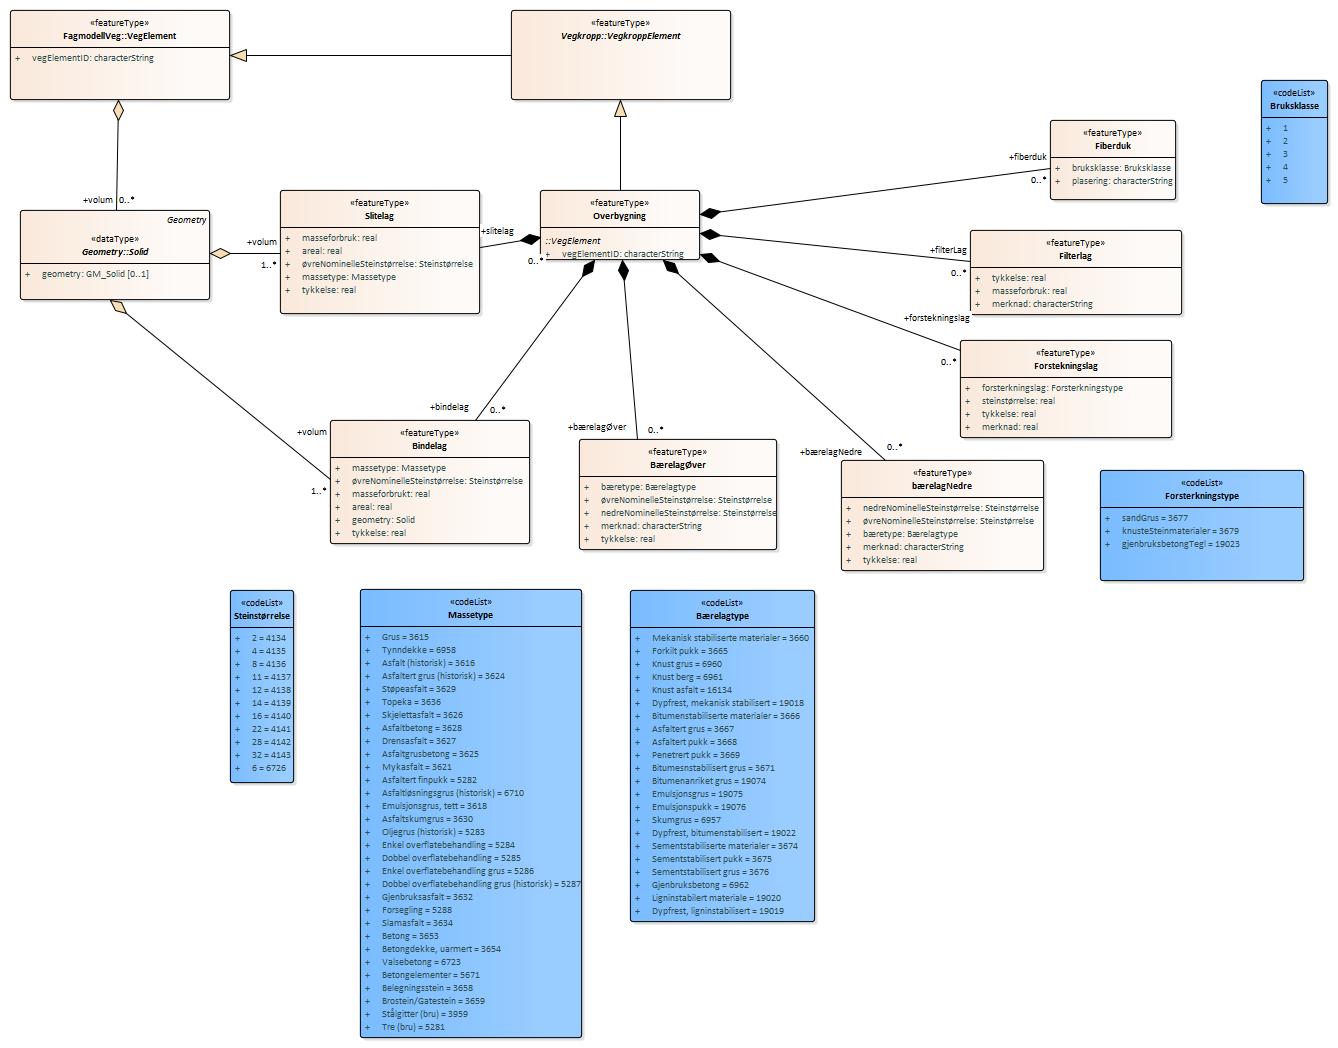 «featureType»
FagmodellVeg::VegElement
+ vegElementID: characterString
«featureType»
Vegkropp::VegkroppElement
«codeList»
Bruksklasse
+ 1
+ 2
+ 3
+ 4
+ 5
«featureType»
Fiberduk
+ bruksklasse: Bruksklasse
+ plasering: characterString
+fiberduk
0..*
+volum 0..*
Geometry
«dataType»
Geometry::Solid
+ geometry: GM_Solid [0..1]
+volum
1..*
«featureType»
Slitelag
+ masseforbruk: real
+ areal: real
+ øvreNominelleSteinstørrelse: Steinstørrelse
+ massetype: Massetype
+ tykkelse: real
+slitelag
0..*
«featureType»
Overbygning
::VegElement
+ vegElementID: characterString
+filterLag
0..*
«featureType»
Filterlag
+ tykkelse: real
+ masseforbruk: real
+ merknad: characterString
+forstekningslag
0..*
«featureType»
Forstekningslag
+ forsterkningslag: Forsterkningstype
+ steinstørrelse: real
+ tykkelse: real
+ merknad: real
+volum
1..*
+bindelag 0..*
«featureType»
Bindelag
+ massetype: Massetype
+ øvreNominelleSteinstørrelse: Steinstørrelse
+ masseforbrukt: real
+ areal: real
+ geometry: Solid
+ tykkelse: real
+bærelagØver 0..*
«featureType»
BærelagØver
+ bæretype: Bærelagtype
+ øvreNominelleSteinstørrelse: Steinstørrelse
+ nedreNominelleSteinstørrelse: Steinstørrelse
+ merknad: characterString
+ tykkelse: real
+bærelagNedre 0..*
«featureType»
bærelagNedre
+ nedreNominelleSteinstørrelse: Steinstørrelse
+ øvreNominelleSteinstørrelse: Steinstørrelse
+ bæretype: Bærelagtype
+ merknad: characterString
+ tykkelse: real
«codeList»
Forsterkningstype
+ sandGrus = 3677
+ knusteSteinmaterialer = 3679
+ gjenbruksbetongTegl = 19023
«codeList»
Steinstørrelse
+ 2 = 4134
+ 4 = 4135
+ 8 = 4136
+ 11 = 4137
+ 12 = 4138
+ 14 = 4139
+ 16 = 4140
+ 22 = 4141
+ 28 = 4142
+ 32 = 4143
+ 6 = 6726
«codeList»
Massetype
+ Grus = 3615
+ Tynndekke = 6958
+ Asfalt (historisk) = 3616
+ Asfaltert grus (historisk) = 3624
+ Støpeasfalt = 3629
+ Topeka = 3636
+ Skjelettasfalt = 3626
+ Asfaltbetong = 3628
+ Drensasfalt = 3627
+ Asfaltgrusbetong = 3625
+ Mykasfalt = 3621
+ Asfaltert finpukk = 5282
+ Asfaltløsningsgrus (historisk) = 6710
+ Emulsjonsgrus, tett = 3618
+ Asfaltskumgrus = 3630
+ Oljegrus (historisk) = 5283
+ Enkel overflatebehandling = 5284
+ Dobbel overflatebehandling = 5285
+ Enkel overflatebehandling grus = 5286
+ Dobbel overflatebehandling grus (historisk) = 5287
+ Gjenbruksasfalt = 3632
+ Forsegling = 5288
+ Slamasfalt = 3634
+ Betong = 3653
+ Betongdekke, uarmert = 3654
+ Valsebetong = 6723
+ Betongelementer = 5671
+ Belegningsstein = 3658
+ Brostein/Gatestein = 3659
+ Stålgitter (bru) = 3959
+ Tre (bru) = 5281
«codeList»
Bærelagtype
+ Mekanisk stabiliserte materialer = 3660
+ Forkilt pukk = 3665
+ Knust grus = 6960
+ Knust berg = 6961
+ Knust asfalt = 16134
+ Dypfrest, mekanisk stabilisert = 19018
+ Bitumenstabiliserte materialer = 3666
+ Asfaltert grus = 3667
+ Asfaltert pukk = 3668
+ Penetrert pukk = 3669
+ Bitumesnstabilisert grus = 3671
+ Bitumenanriket grus = 19074
+ Emulsjonsgrus = 19075
+ Emulsjonspukk = 19076
+ Skumgrus = 6957
+ Dypfrest, bitumenstabilisert = 19022
+ Sementstabiliserte materialer = 3674
+ Sementstabilisert pukk = 3675
+ Sementstabilisert grus = 3676
+ Gjenbruksbetong = 6962
+ Ligninstabilert materiale = 19020
+ Dypfrest, ligninstabilisert = 19019